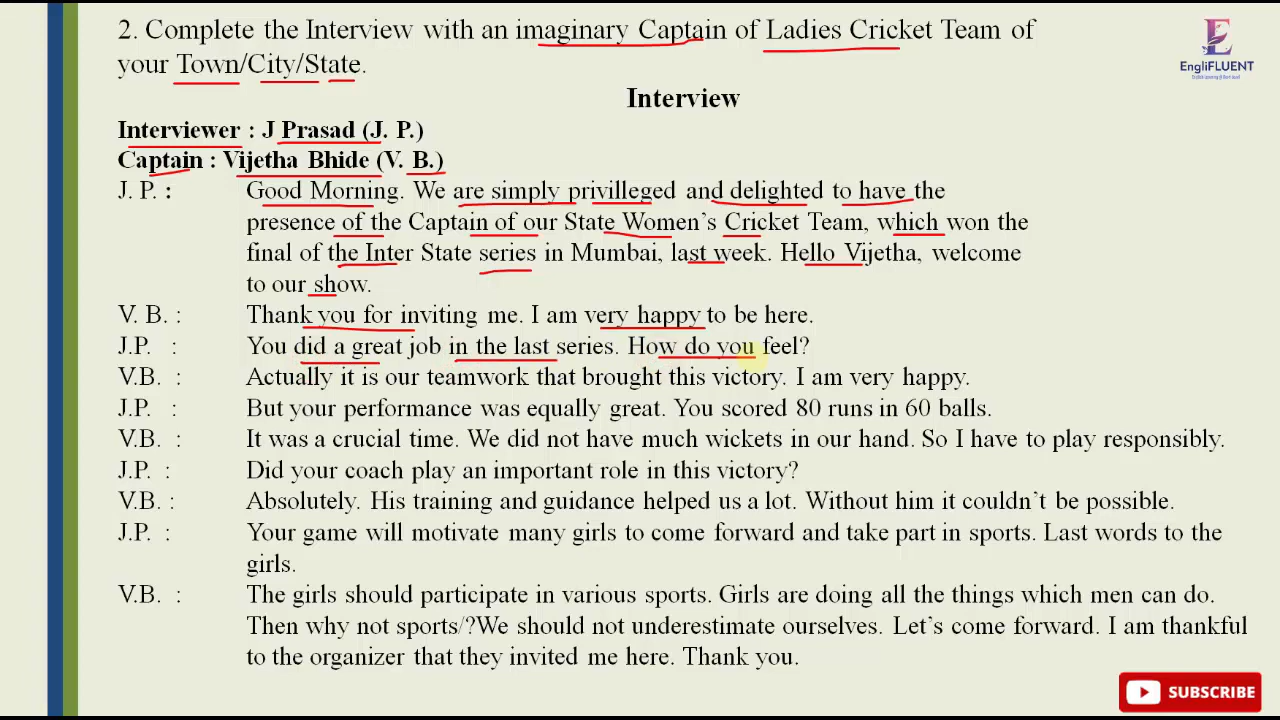 2. Complete the Interview with an imaginary Captain of Ladies Cricket Team of
your Town/City/State.
EngliFLUENT
Interview
Interviewer : J Prasad (J. P.)
Captain : Vijetha Bhide (V. B.)
J. P. : Good Morning. We are simply privilleged and delighted to have the
presence of the Captain of our State Women's Cricket Team, which won the
final of the Inter State series in Mumbai, last week. Hello Vijetha, welcome
to our show.
V. B. : Thank you for inviting me. I am very happy to be here.
J.P. : You did a great job in the last series. How do you feel?
V.B. : Actually it is our teamwork that brought this victory. I am very happy.
J.P. : But your performance was equally great. You scored 80 runs in 60 balls.
V.B. : It was a crucial time. We did not have much wickets in our hand. So I have to play responsibly.
J.P. : Did your coach play an important role in this victory?
V.B. : Absolutely. His training and guidance helped us a lot. Without him it couldn't be possible.
J.P. : Your game will motivate many girls to come forward and take part in sports. Last words to the
girls.
V.B. : The girls should participate in various sports. Girls are doing all the things which men can do.
Then why not sports/?We should not underestimate ourselves. Let's come forward. I am thankful
to the organizer that they invited me here. Thank you.
SUBSCRIBE